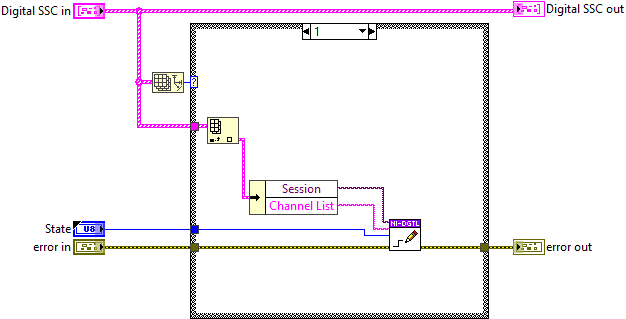 Digital SSC in
Digital SSC out
1
?
Session
Channel List
NI-DGTL
State
U8
error in
error out